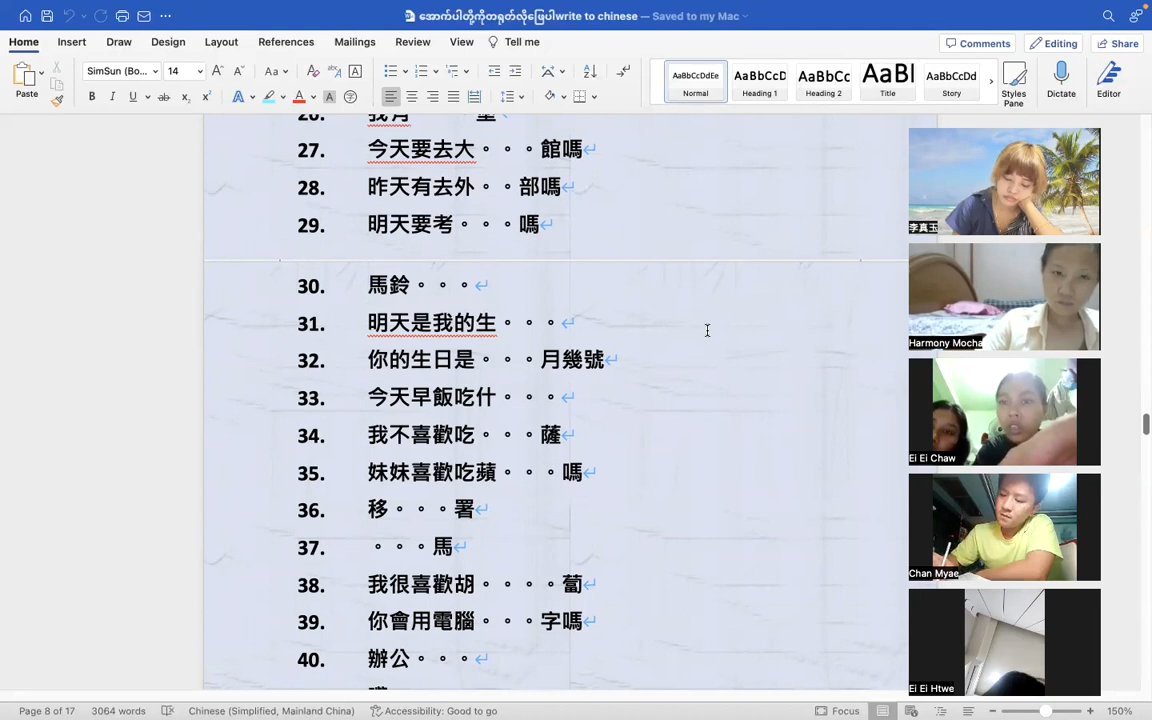 အောက်ပါတို့ကိုတရုတ်လိုဖြေပါwrite to chinese — Saved to my Mac
Home Insert Draw Design Layout References Mailings Review View Tell me Comments Editing Share
Paste
SimSun (Bo... 14
AaBbCcDdEe AaBbCcD AaBbCc AaBl AaBbCcDd
Normal Heading 1 Heading 2 Title Story
Styles Pane
Dictate
Editor
27. 今天要去大。。。館嗎
28. 昨天有去外。。部嗎
29. 明天要考。。。嗎
30. 馬鈴。。。
31. 明天是我的生。。。
32. 你的生日是。。。月幾號
33. 今天早飯吃什。。。
34. 我不喜歡吃。。。薩
35. 妹妹喜歡吃蘋。。。嗎
36. 移。。。署
37. 。。。馬
38. 我很喜歡胡。。。。蔔
39. 你會用電腦。。。字嗎
40. 辦公。。。
李真玉
Harmony Mocha
Ei Ei Chaw
Chan Myae
Ei Ei Htwe
Page 8 of 17 3064 words Chinese (Simplified, Mainland China) Accessibility: Good to go Focus 150%